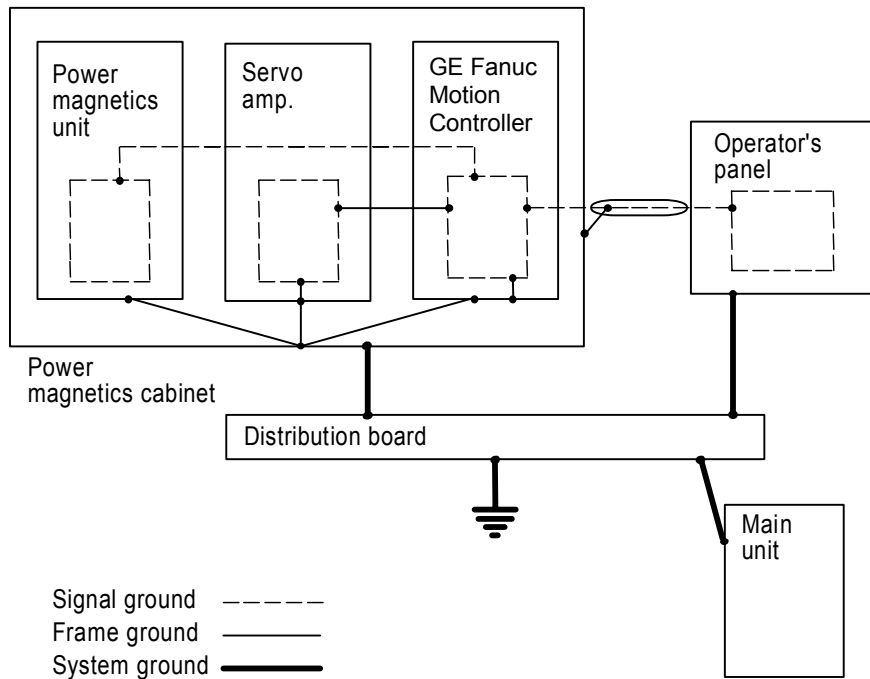 Power
magnetics
unit
Servo
amp.
GE Fanuc
Motion
Controller
Operator's
panel
Power
magnetics cabinet
Distribution board
Main
unit
Signal ground
Frame ground
System ground